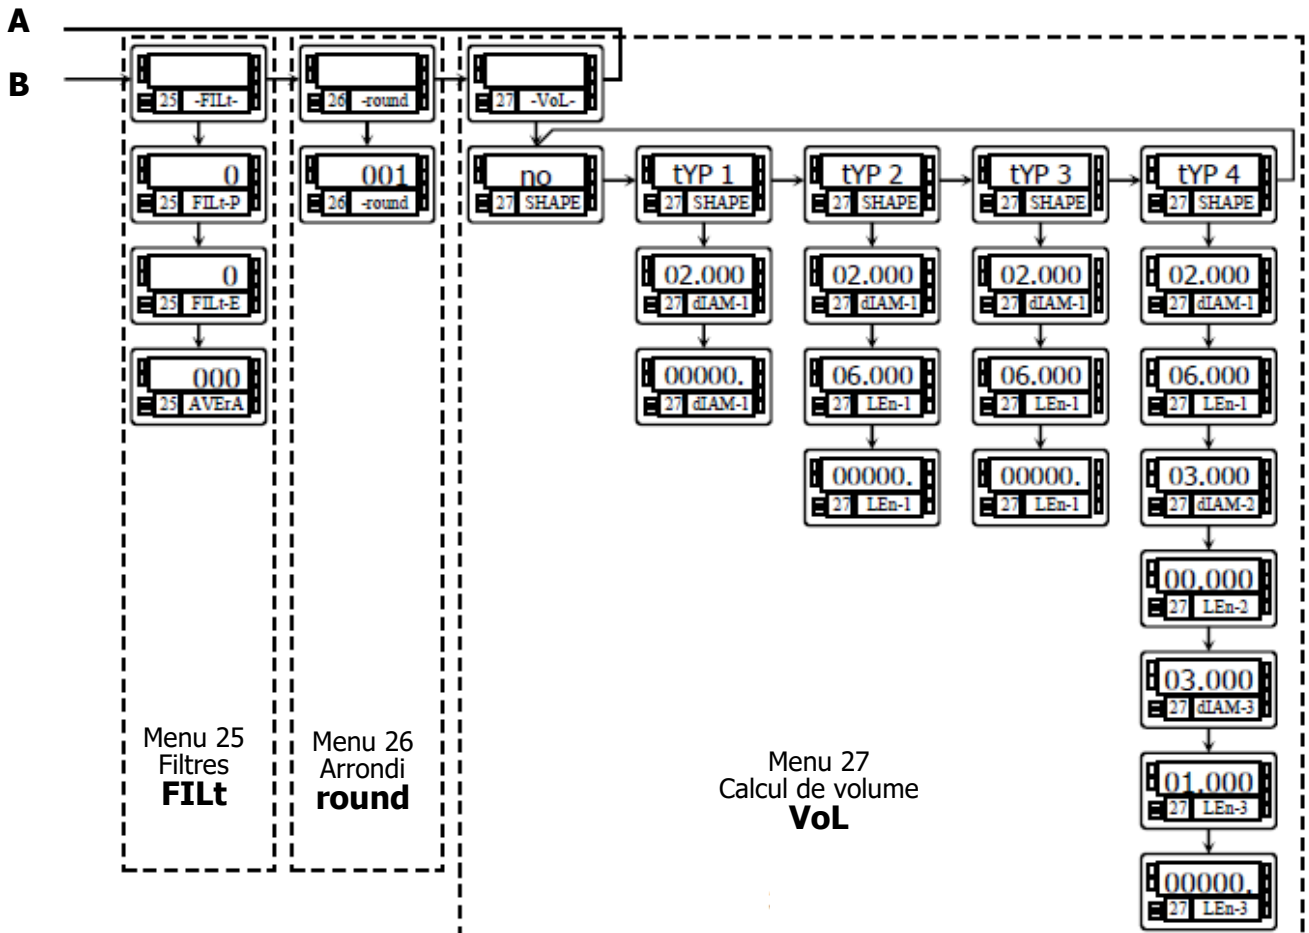 A
B
25 -FILt-
26 -round
27 -VoL-
0
25 FILt-P
001
26 -round
no
27 SHAPE
tYP 1
27 SHAPE
tYP 2
27 SHAPE
tYP 3
27 SHAPE
tYP 4
27 SHAPE
0
25 FILt-E
02.000
27 dIAM-1
02.000
27 dIAM-1
02.000
27 dIAM-1
02.000
27 dIAM-1
000
25 AVErA
00000.
27 dIAM-1
06.000
27 LEn-1
06.000
27 LEn-1
06.000
27 LEn-1
00000.
27 LEn-1
00000.
27 LEn-1
03.000
27 dIAM-2
00.000
27 LEn-2
03.000
27 dIAM-3
01.000
27 LEn-3
00000.
27 LEn-3
Menu 25
Filtres
FILt
Menu 26
Arrondi
round
Menu 27
Calcul de volume
VoL